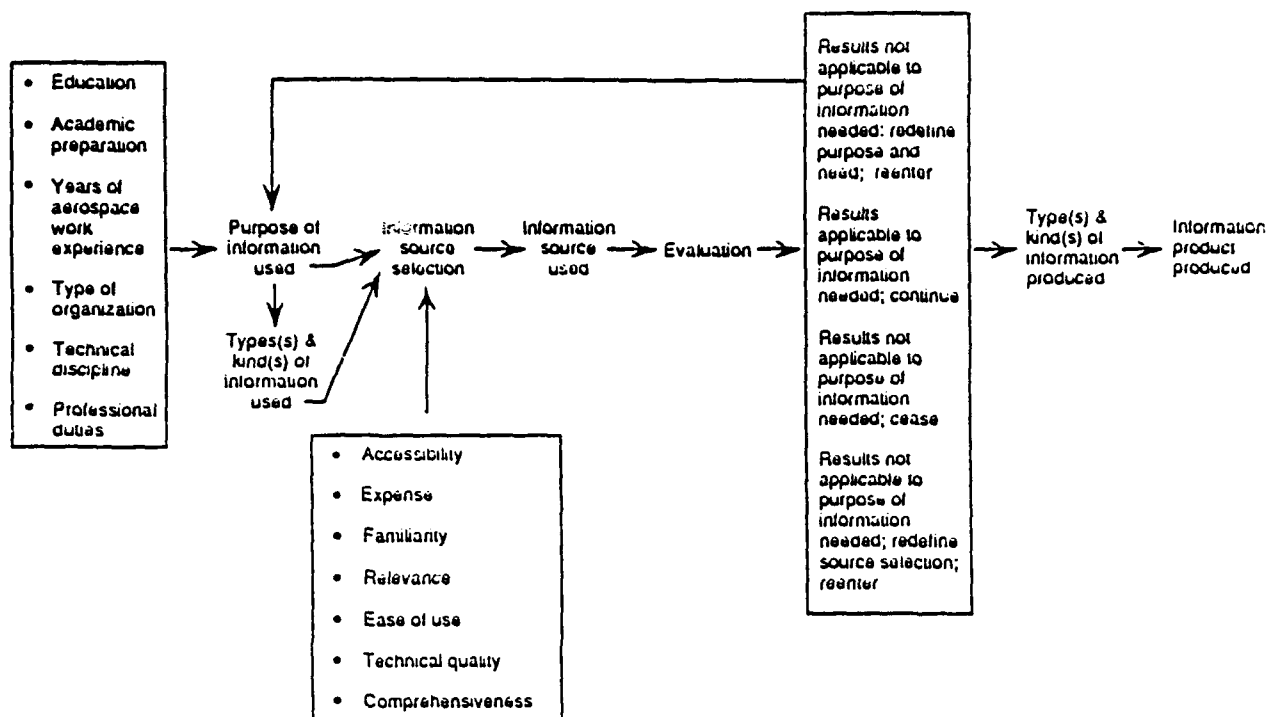 • Education
• Academic
preparation
• Years of
aerospace
work
experience
• Type of
organization
• Technical
discipline
• Professional
duties
Purpose of
information
used
Types(s) &
kind(s) of
information
used
Information
source
selection
• Accessibility
• Expense
• Familiarity
• Relevance
• Ease of use
• Technical quality
• Comprehensiveness
Information
source
used
Evaluation
Results not
applicable to
purpose of
information
needed: redefine
purpose and
need; reenter
Results
applicable to
purpose of
information
needed; continue
Results not
applicable to
purpose of
information
needed; cease
Results not
applicable to
purpose of
information
needed; redefine
source selection;
reenter
Type(s) &
kind(s) of
information
produced
Information
product
produced